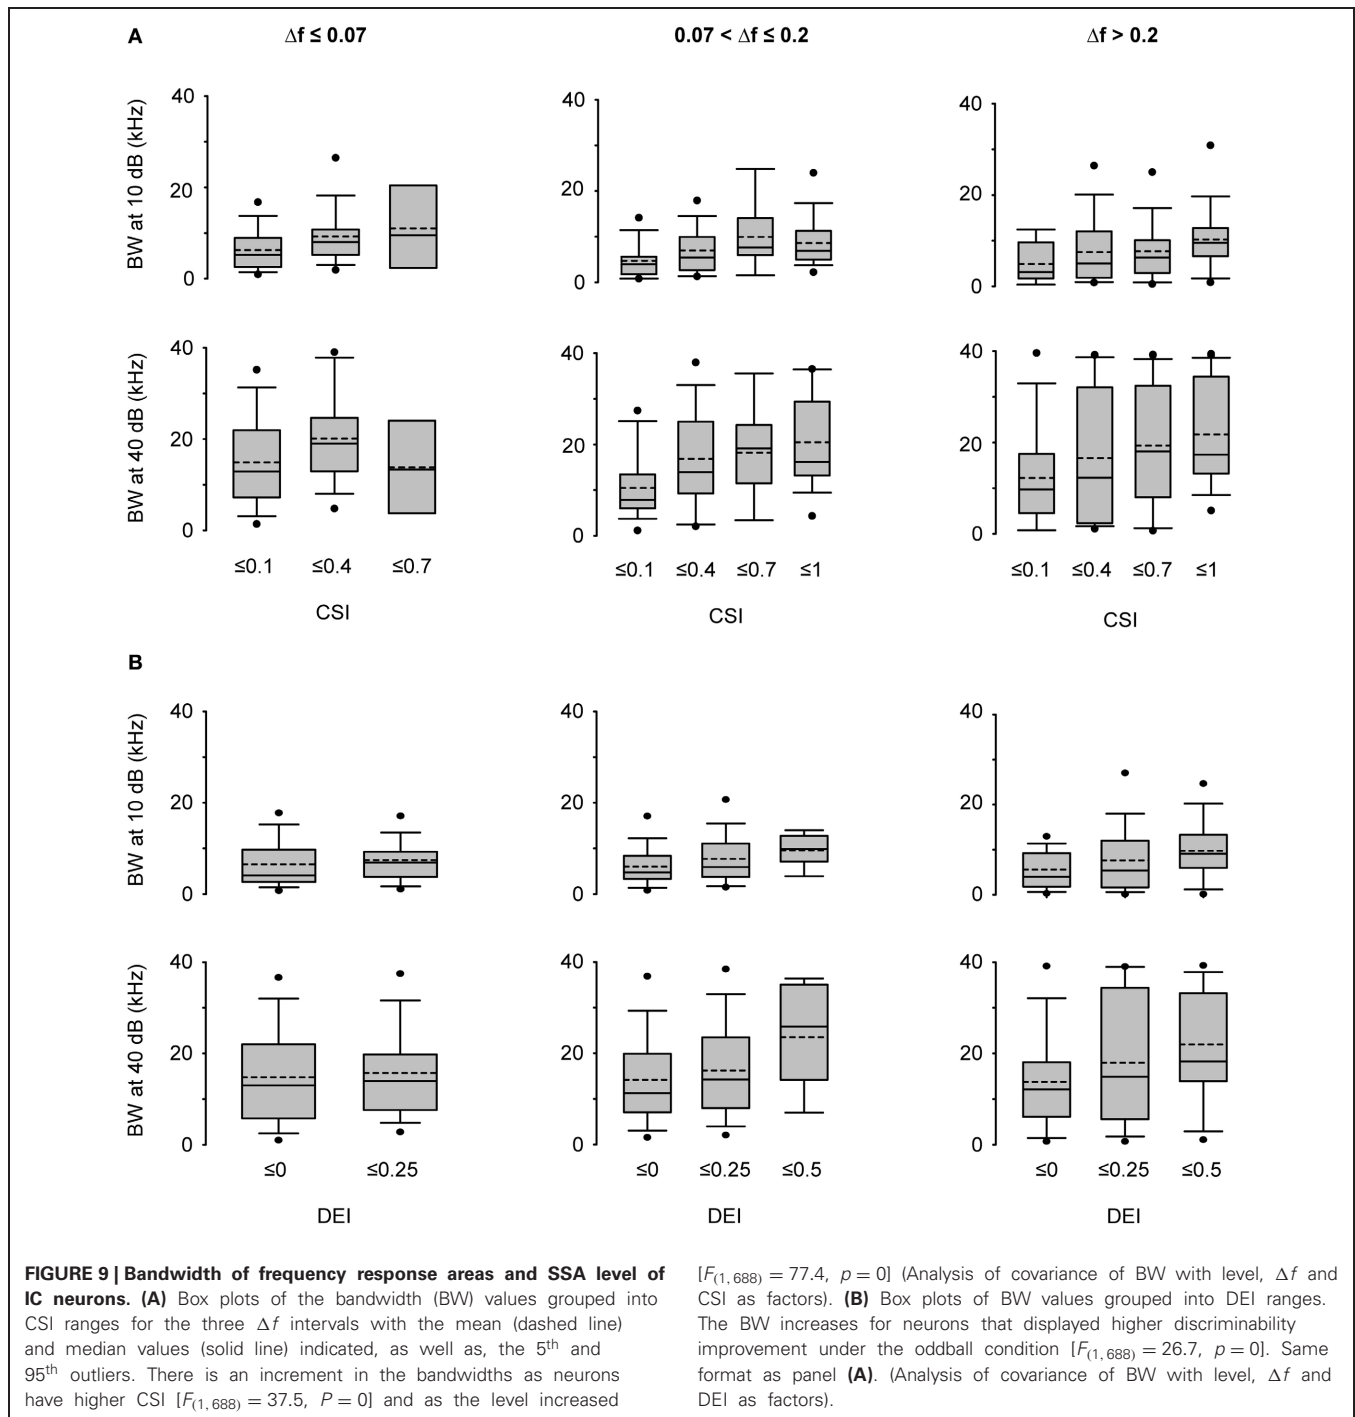 A
Δf ≤ 0.07
0.07 < Δf ≤ 0.2
Δf > 0.2
BW at 10 dB (kHz)
40
20
0
40
20
0
40
20
0
BW at 40 dB (kHz)
40
20
0
40
20
0
40
20
0
≤0.1 ≤0.4 ≤0.7
≤0.1 ≤0.4 ≤0.7 ≤1
≤0.1 ≤0.4 ≤0.7 ≤1
CSI
CSI
CSI
B
BW at 10 dB (kHz)
40
20
0
40
20
0
40
20
0
BW at 40 dB (kHz)
40
20
0
40
20
0
40
20
0
≤0 ≤0.25
≤0 ≤0.25 ≤0.5
≤0 ≤0.25 ≤0.5
DEI
DEI
DEI
FIGURE 9 | Bandwidth of frequency response areas and SSA level of
IC neurons. (A) Box plots of the bandwidth (BW) values grouped into
CSI ranges for the three Δf intervals with the mean (dashed line)
and median values (solid line) indicated, as well as, the 5th and
95th outliers. There is an increment in the bandwidths as neurons
have higher CSI [F(1, 688) = 37.5, P = 0] and as the level increased
[F(1, 688) = 77.4, p = 0] (Analysis of covariance of BW with level, Δf and
CSI as factors). (B) Box plots of BW values grouped into DEI ranges.
The BW increases for neurons that displayed higher discriminability
improvement under the oddball condition [F(1, 688) = 26.7, p = 0]. Same
format as panel (A). (Analysis of covariance of BW with level, Δf and
DEI as factors).